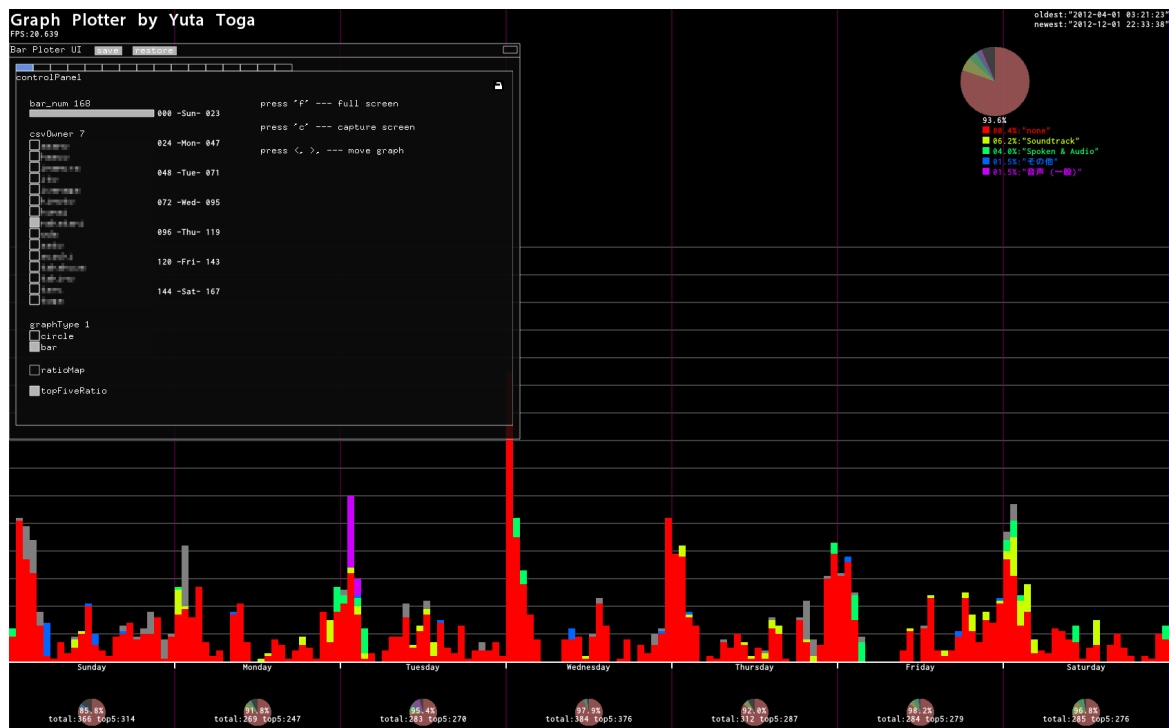 Graph Plotter by Yuta Toga
FPS:20.639
oldest:"2012-04-01 03:21:23"
newest:"2012-12-01 22:33:38"
Bar Ploter UI save restore
controlPanel
bar_num 168
000 -Sun- 023
press 'f' --- full screen
csvOwner 7
press 'c' --- capture screen
024 -Mon- 047
press <, >, --- move graph
048 -Tue- 071
072 -Wed- 095
096 -Thu- 119
120 -Fri- 143
144 -Sat- 167
graphType 1
circle
bar
ratioMap
topFiveRatio
93.6%
80.4%:"none"
06.2%:"Soundtrack"
04.0%:"Spoken & Audio"
01.5%:"その他"
01.5%:"音声 (一般)"
Sunday Monday Tuesday Wednesday Thursday Friday Saturday
85.8% 91.8% 95.4% 97.9% 92.0% 98.2% 96.8%
total:366 top5:314 total:269 top5:247 total:283 top5:270 total:384 top5:376 total:312 top5:287 total:284 top5:279 total:285 top5:276